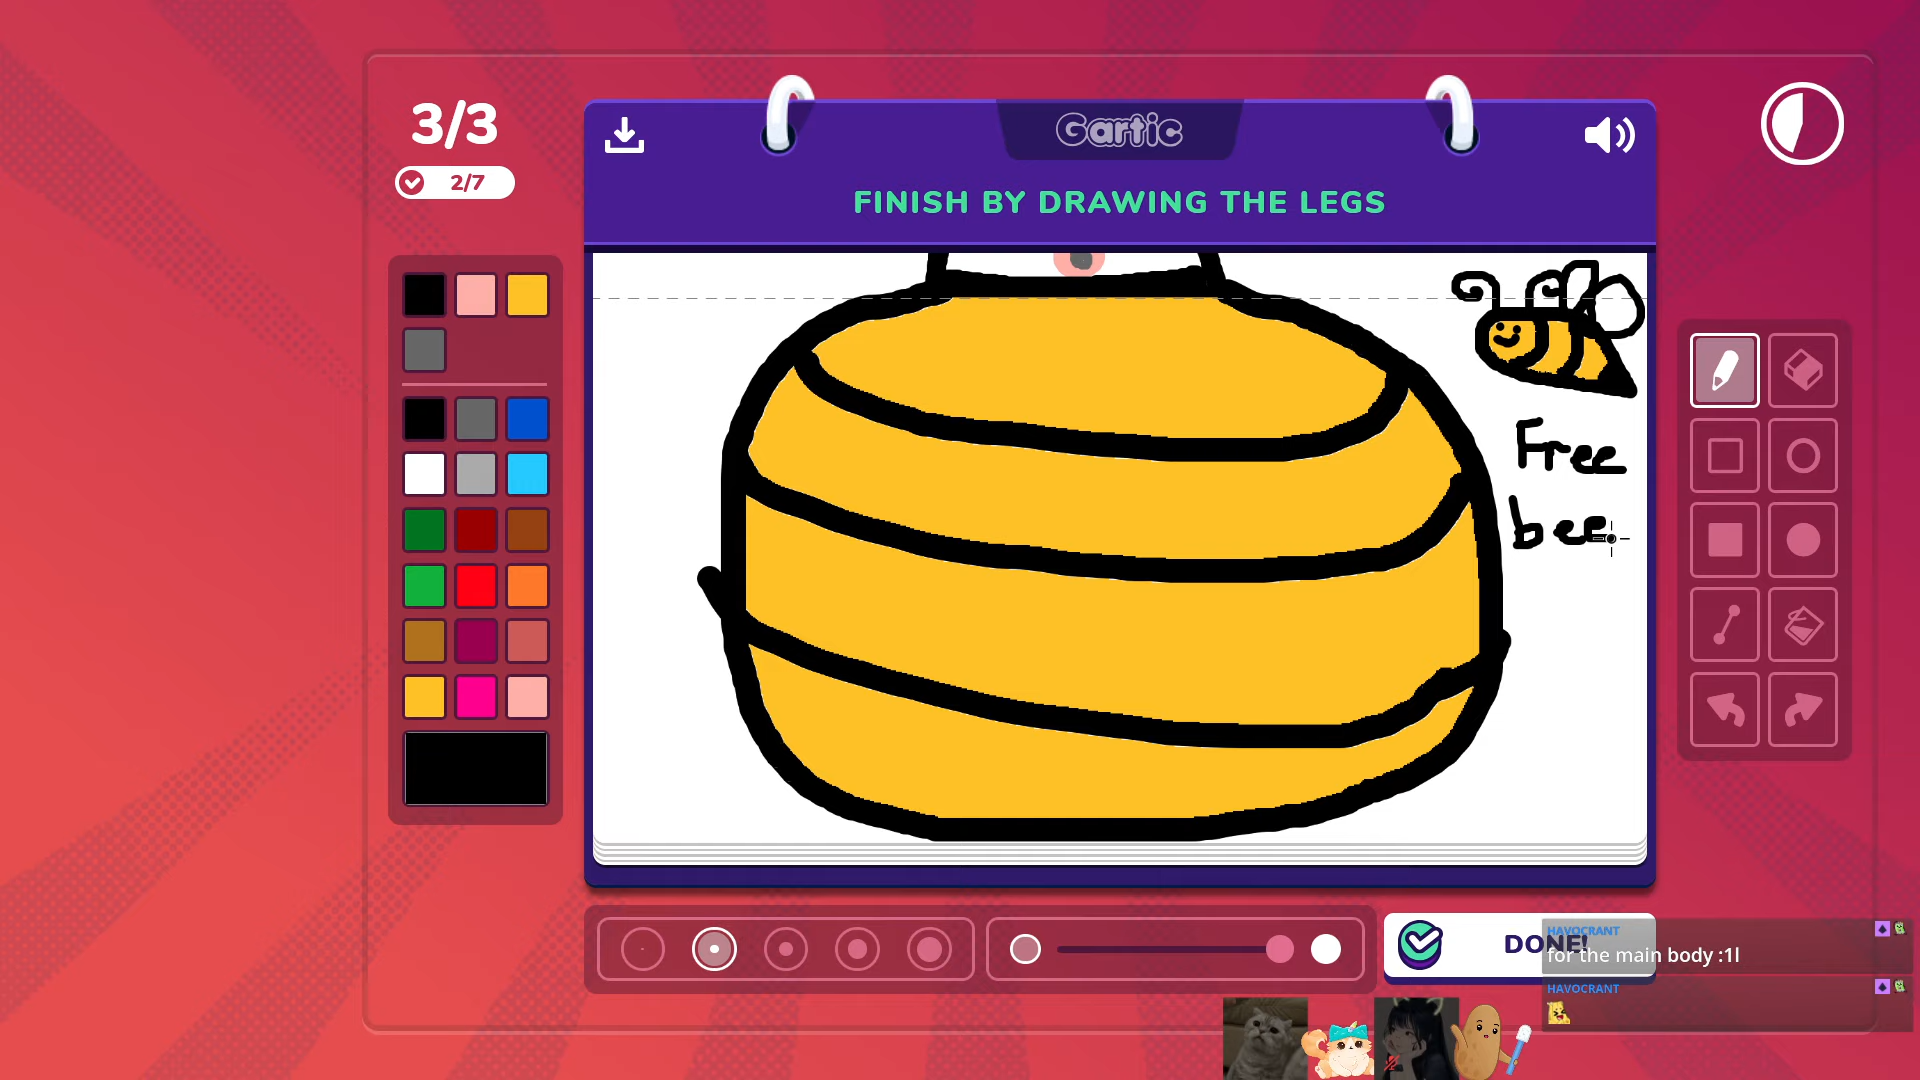 3/3
2/7
Gartic
FINISH BY DRAWING THE LEGS
Free
bee
DONE!
HAVOCRANT
for the main body :1l
HAVOCRANT